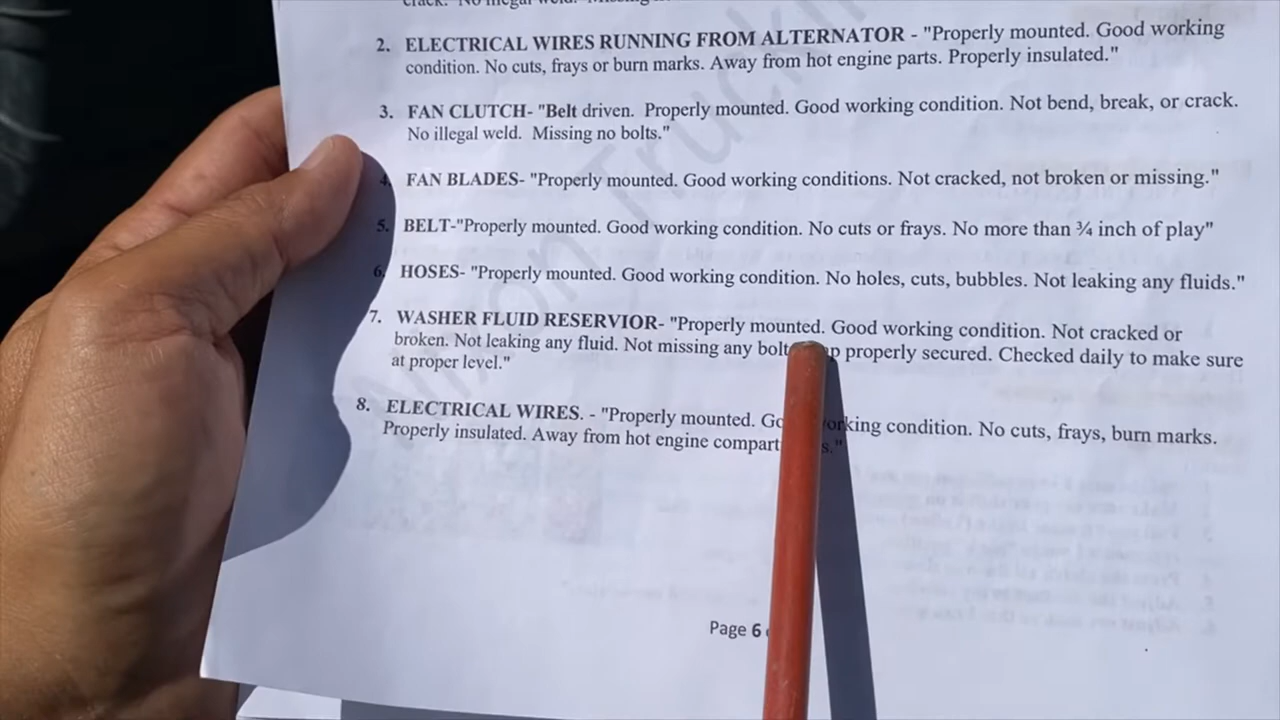 2. ELECTRICAL WIRES RUNNING FROM ALTERNATOR - "Properly mounted. Good working
condition. No cuts, frays or burn marks. Away from hot engine parts. Properly insulated."
3. FAN CLUTCH- "Belt driven. Properly mounted. Good working condition. Not bend, break, or crack.
No illegal weld. Missing no bolts."
4. FAN BLADES- "Properly mounted. Good working conditions. Not cracked, not broken or missing."
5. BELT-"Properly mounted. Good working condition. No cuts or frays. No more than ¾ inch of play"
6. HOSES- "Properly mounted. Good working condition. No holes, cuts, bubbles. Not leaking any fluids."
7. WASHER FLUID RESERVIOR- "Properly mounted. Good working condition. Not cracked or
broken. Not leaking any fluid. Not missing any properly secured. Checked daily to make sure
at proper level."
8. ELECTRICAL WIRES. - "Properly mounted. condition. No cuts, frays, burn marks.
Properly insulated. Away from hot engine
Page 6